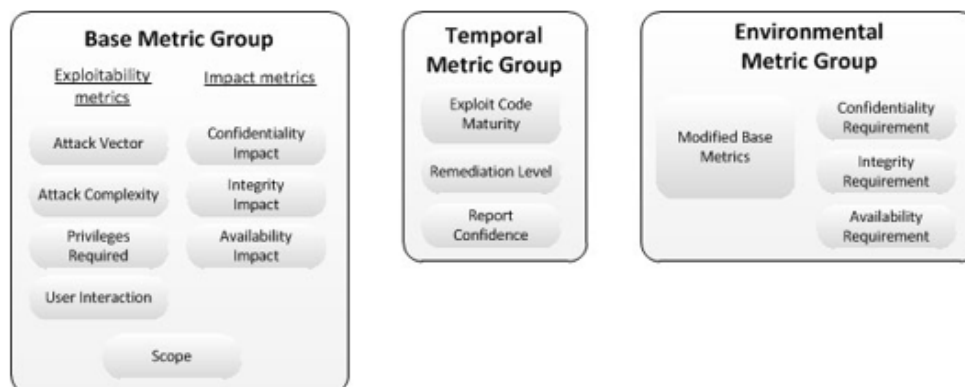 Base Metric Group
Exploitability
metrics
Impact metrics
Attack Vector
Confidentiality
Impact
Attack Complexity
Integrity
Impact
Privileges
Required
Availability
Impact
User Interaction
Scope
Temporal
Metric Group
Exploit Code
Maturity
Remediation Level
Report
Confidence
Environmental
Metric Group
Modified Base
Metrics
Confidentiality
Requirement
Integrity
Requirement
Availability
Requirement